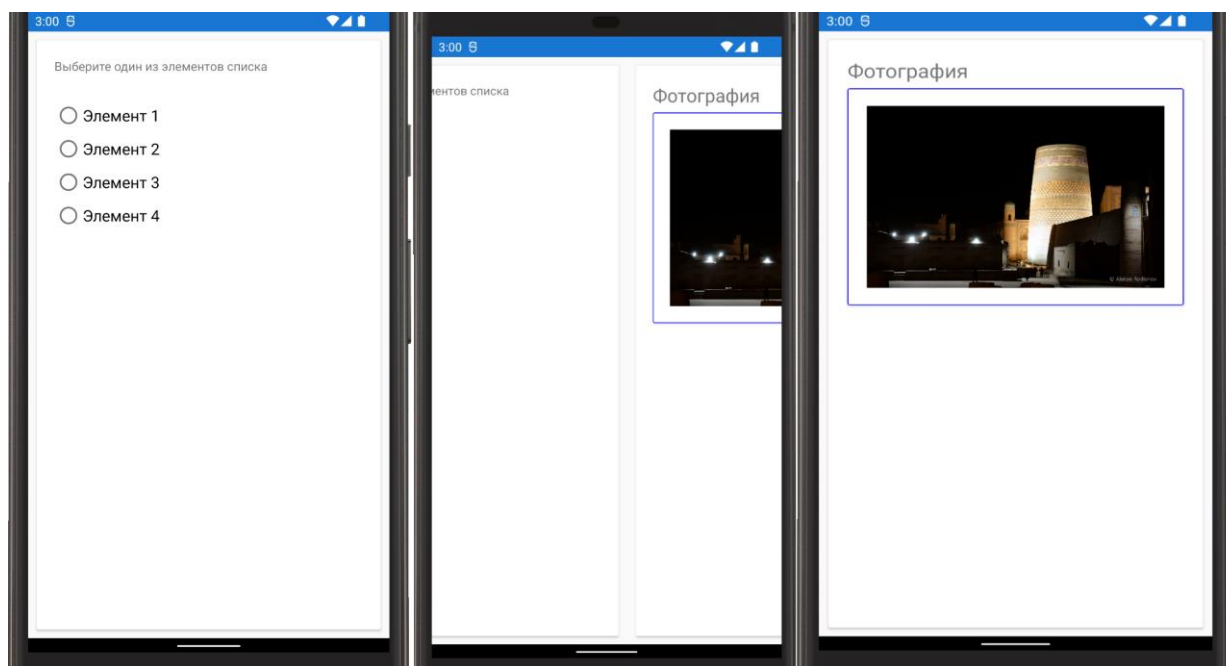 3:00
Выберите один из элементов списка
Элемент 1
Элемент 2
Элемент 3
Элемент 4
3:00
ментов списка
Фотография
3:00
Фотография